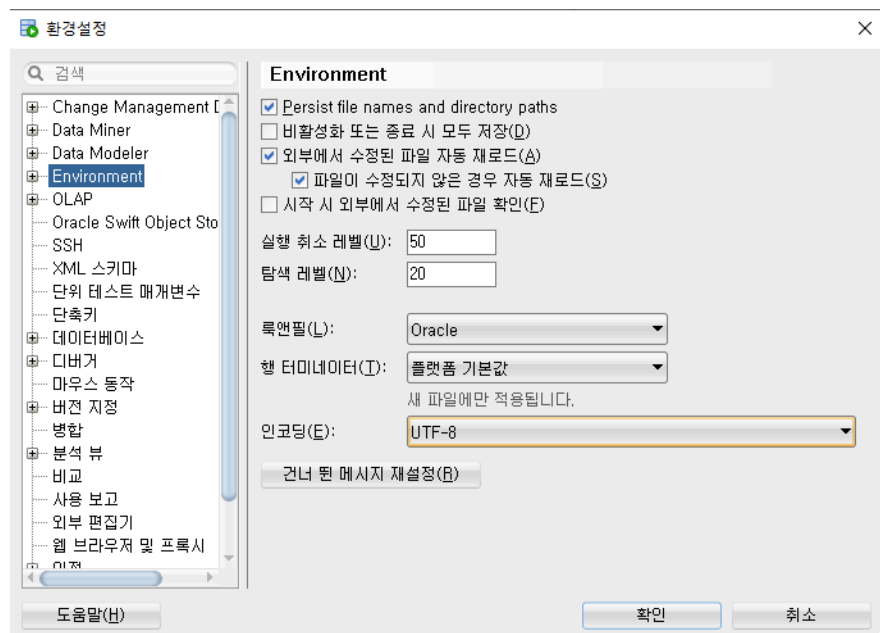 환경설정
검색
Change Management D
Data Miner
Data Modeler
Environment
OLAP
Oracle Swift Object Sto
SSH
XML 스키마
단위 테스트 매개변수
단축키
데이터베이스
디버거
마우스 동작
버전 지정
병합
분석 뷰
비교
사용 보고
외부 편집기
웹 브라우저 및 프록시
Environment
Persist file names and directory paths
비활성화 또는 종료 시 모두 저장(D)
외부에서 수정된 파일 자동 재로드(A)
파일이 수정되지 않은 경우 자동 재로드(S)
시작 시 외부에서 수정된 파일 확인(F)
실행 취소 레벨(U): 50
탐색 레벨(N): 20
룩앤필(L): Oracle
행 터미네이터(T): 플랫폼 기본값
새 파일에만 적용됩니다.
인코딩(E): UTF-8
건너 뛴 메시지 재설정(R)
도움말(H)
확인
취소